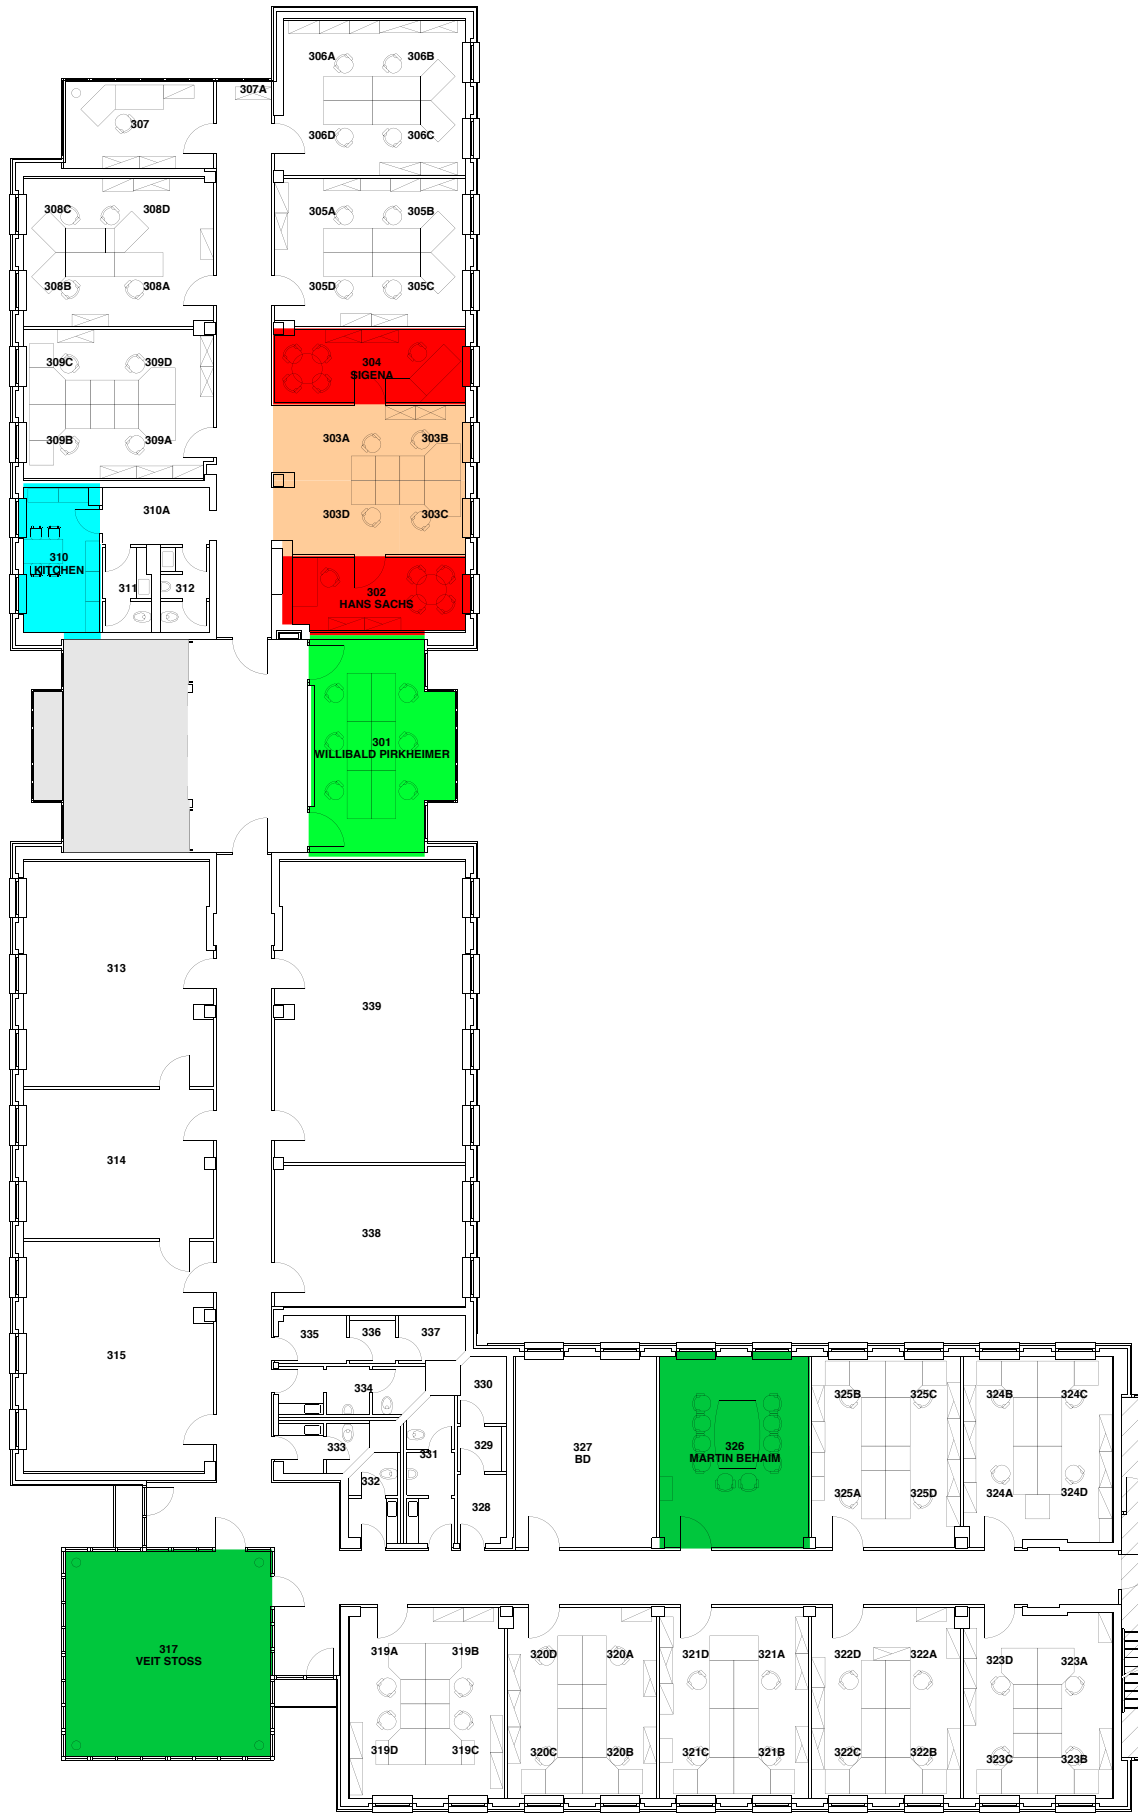 306A
306B
307A
307
306D
306C
308C
308D
305A
305B
308B
308A
305D
305C
309C
309D
304
SIGENA
309B
309A
303A
303B
310A
303D
303C
310
KITCHEN
311
312
302
HANS SACHS
301
WILLIBALD PIRKHEIMER
313
339
314
338
315
335
336
337
334
330
333
331
329
332
328
327
BD
326
MARTIN BEHAIM
325B
325C
324B
324C
325A
325D
324A
324D
317
VEIT STOSS
319A
319B
320D
320A
321D
321A
322D
322A
323D
323A
319D
319C
320C
320B
321C
321B
322C
322B
323C
323B